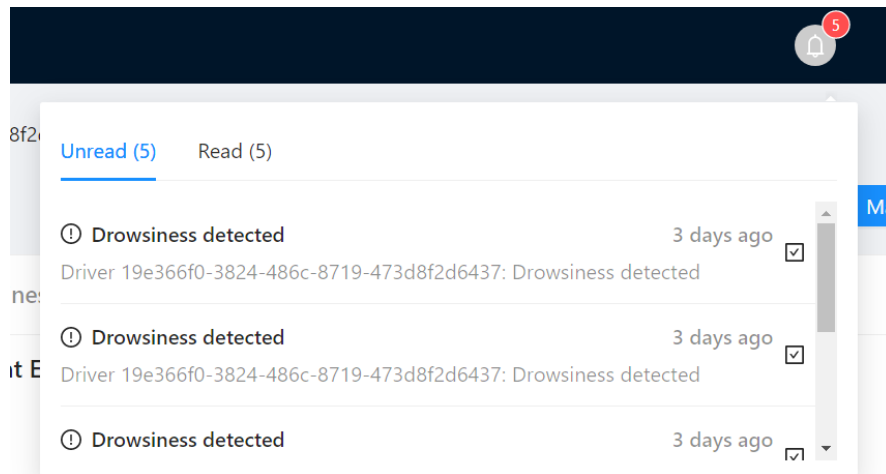 5
8f2
Unread (5) Read (5)
M
Drowsiness detected 3 days ago
Driver 19e366f0-3824-486c-8719-473d8f2d6437: Drowsiness detected
nes
Drowsiness detected 3 days ago
Driver 19e366f0-3824-486c-8719-473d8f2d6437: Drowsiness detected
Drowsiness detected 3 days ago